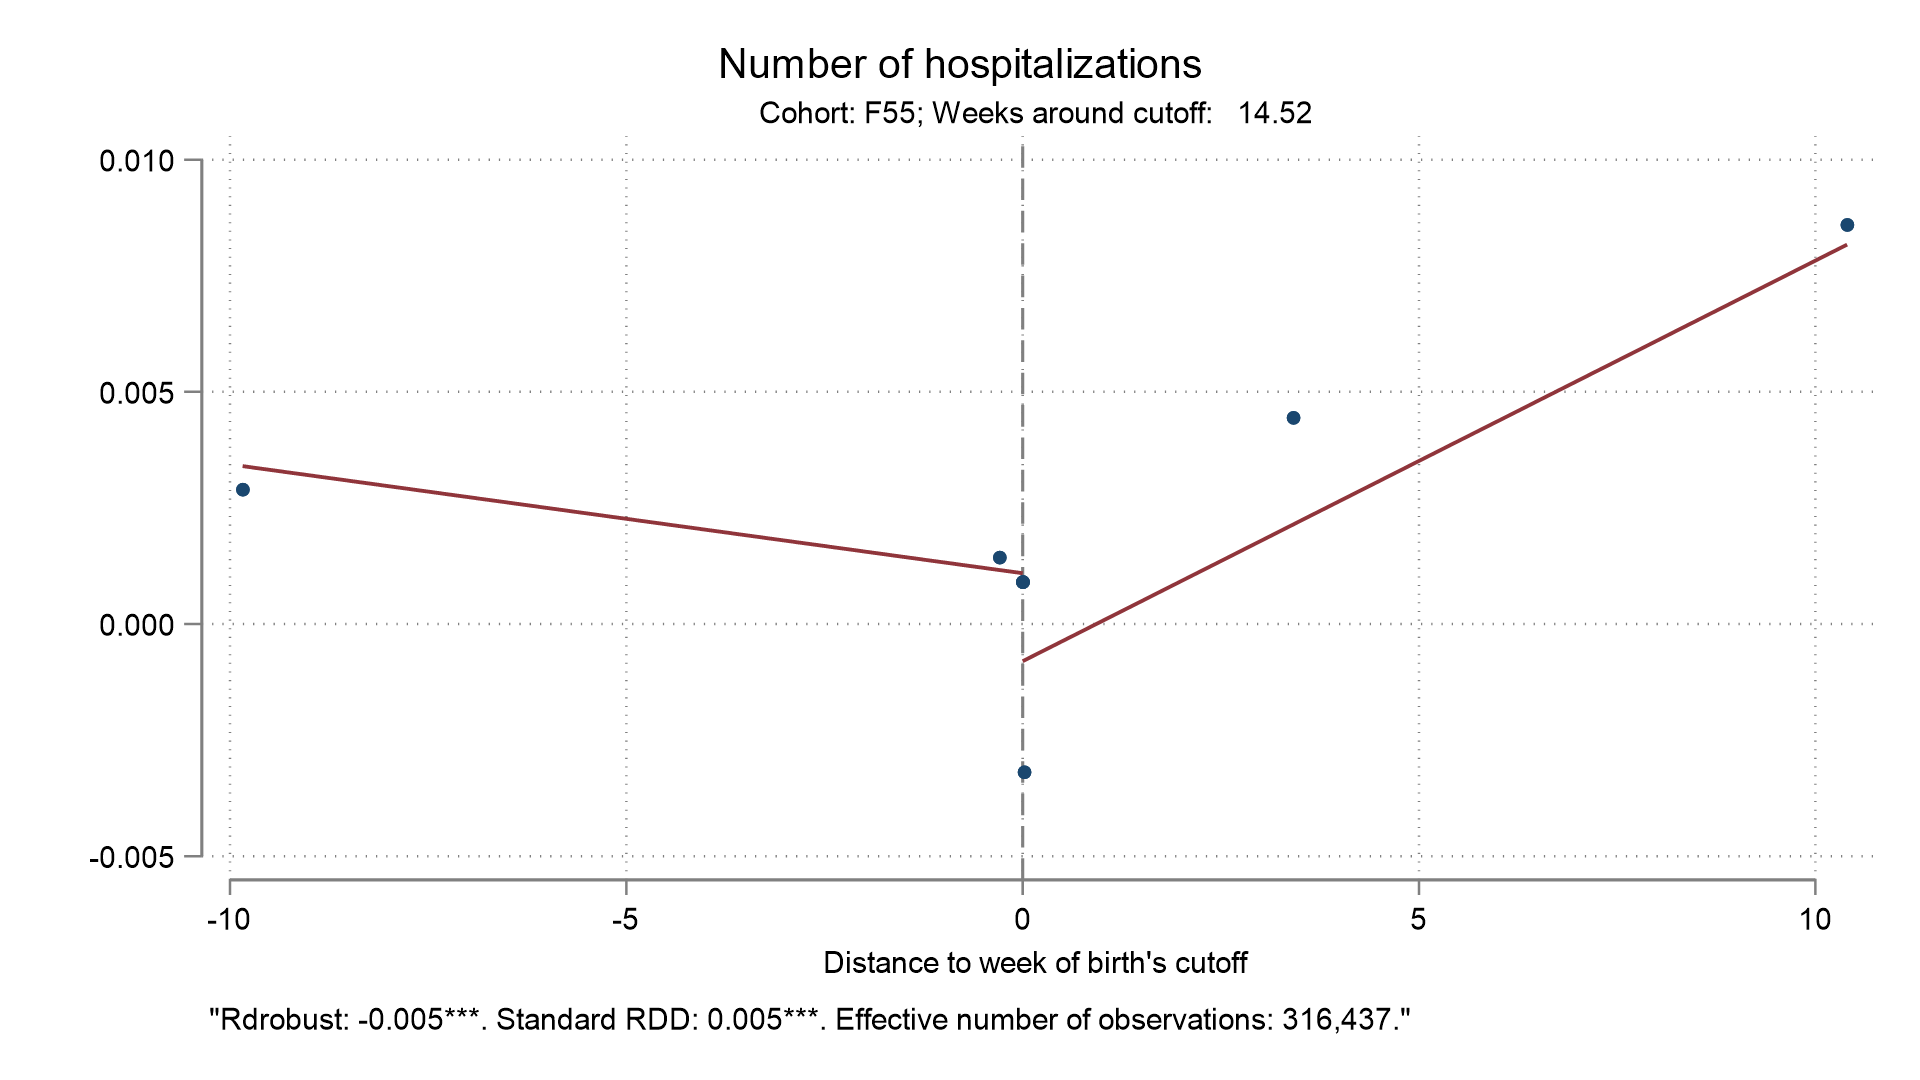 Number of hospitalizations
Cohort: F55; Weeks around cutoff: 14.52
0.010
0.005
0.000
-0.005
-10 -5 0 5 10
Distance to week of birth's cutoff
"Rdrobust: -0.005***. Standard RDD: 0.005***. Effective number of observations: 316,437."